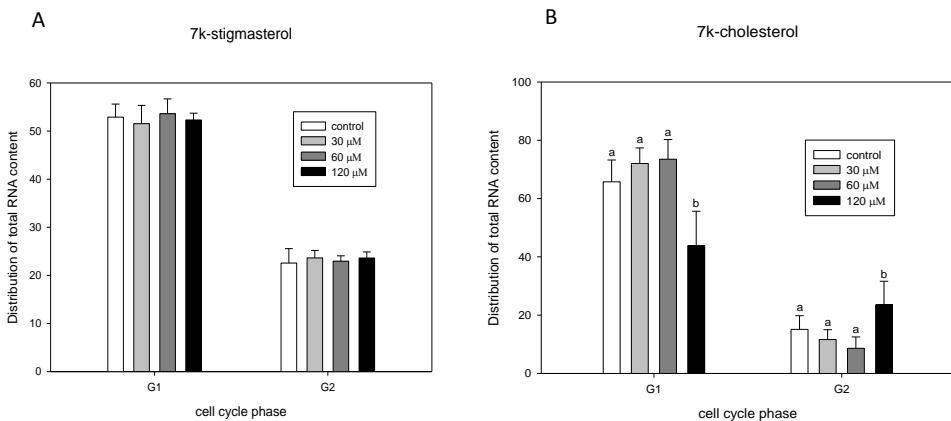 A
7k-stigmasterol
Distribution of total RNA content
60
50
40
30
20
10
0
control
30 μM
60 μM
120 μM
G1
G2
cell cycle phase
B
7k-cholesterol
Distribution of total RNA content
100
80
60
40
20
0
a
a
a
b
a
a
a
b
control
30 μM
60 μM
120 μM
G1
G2
cell cycle phase